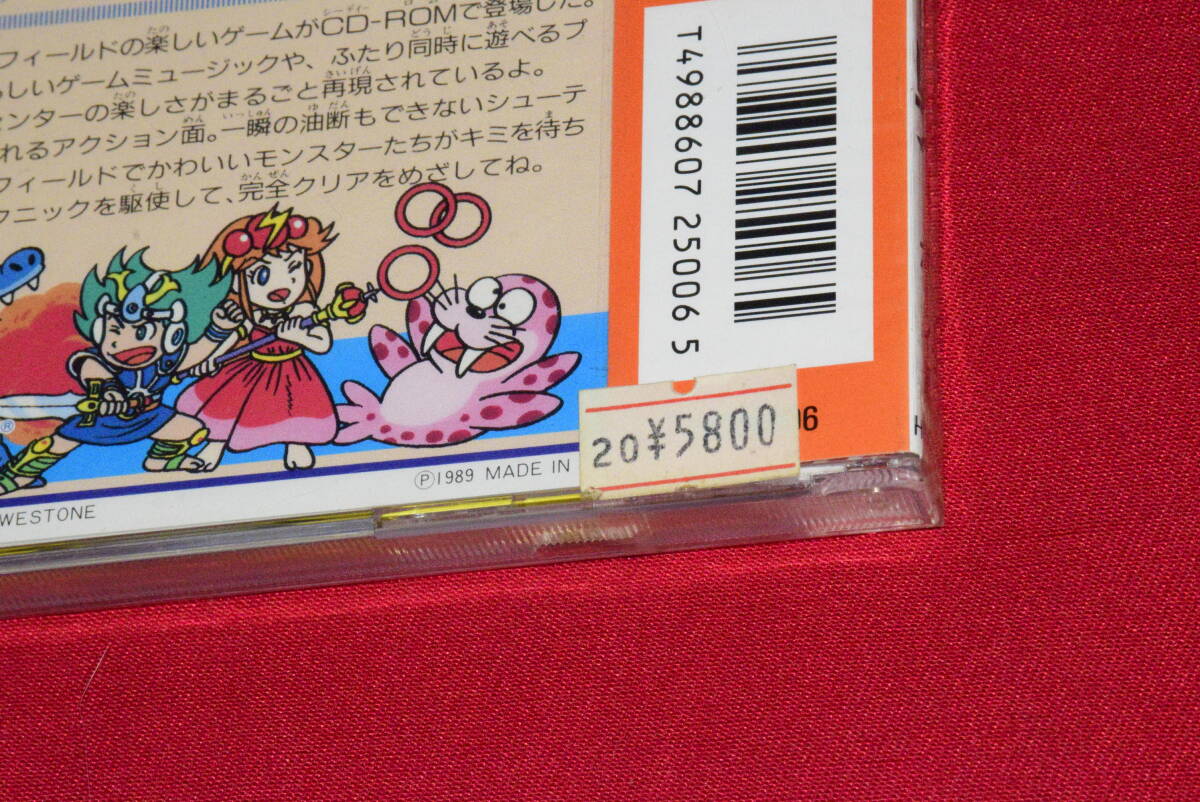 フィールドの楽しいゲームがCD-ROMで登場した。
しいゲームミュージックや、ふたり同時に遊べるプ
センターの楽しさがまるごと再現されているよ。
れるアクション面。一瞬の油断もできないシューテ
フィールドでかわいいモンスターたちがキミを待ち
クニックを駆使して、完全クリアをめざしてね。
T4988607 25006 5
20¥5800
06
H
®
Ⓟ1989 MADE IN
WESTONE